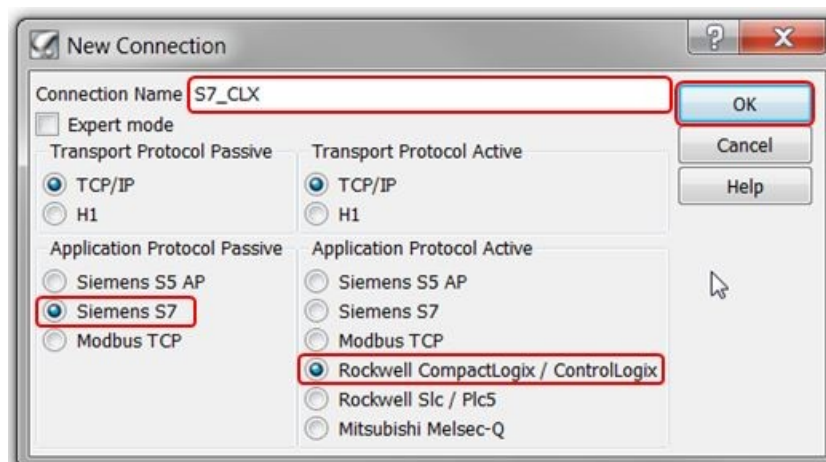 New Connection
Connection Name S7_CLX
OK
Expert mode
Cancel
Transport Protocol Passive
Transport Protocol Active
TCP/IP
TCP/IP
Help
H1
H1
Application Protocol Passive
Application Protocol Active
Siemens S5 AP
Siemens S5 AP
Siemens S7
Siemens S7
Modbus TCP
Modbus TCP
Rockwell CompactLogix / ControlLogix
Rockwell Slc / Plc5
Mitsubishi Melsec-Q